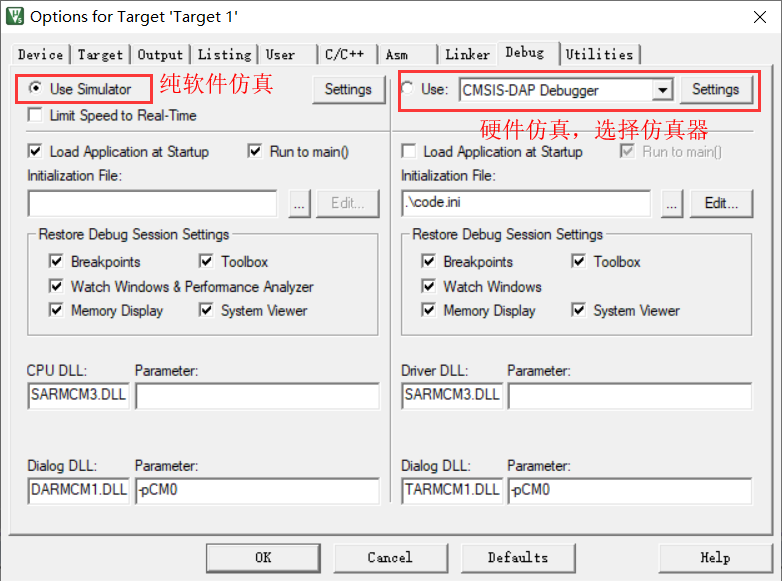 Options for Target 'Target 1'
Device Target Output Listing User C/C++ Asm Linker Debug Utilities
Use Simulator 纯软件仿真 Settings
Use: CMSIS-DAP Debugger Settings
Limit Speed to Real-Time
硬件仿真，选择仿真器
Load Application at Startup Run to main()
Load Application at Startup Run to main()
Initialization File:
Initialization File:
... Edit...
.\code.ini ... Edit...
Restore Debug Session Settings
Breakpoints Toolbox
Watch Windows & Performance Analyzer
Memory Display System Viewer
Restore Debug Session Settings
Breakpoints Toolbox
Watch Windows
Memory Display System Viewer
CPU DLL: Parameter:
SARMCM3.DLL
Driver DLL: Parameter:
SARMCM3.DLL
Dialog DLL: Parameter:
DARMCM1.DLL -pCM0
Dialog DLL: Parameter:
TARMCM1.DLL -pCM0
OK Cancel Defaults Help